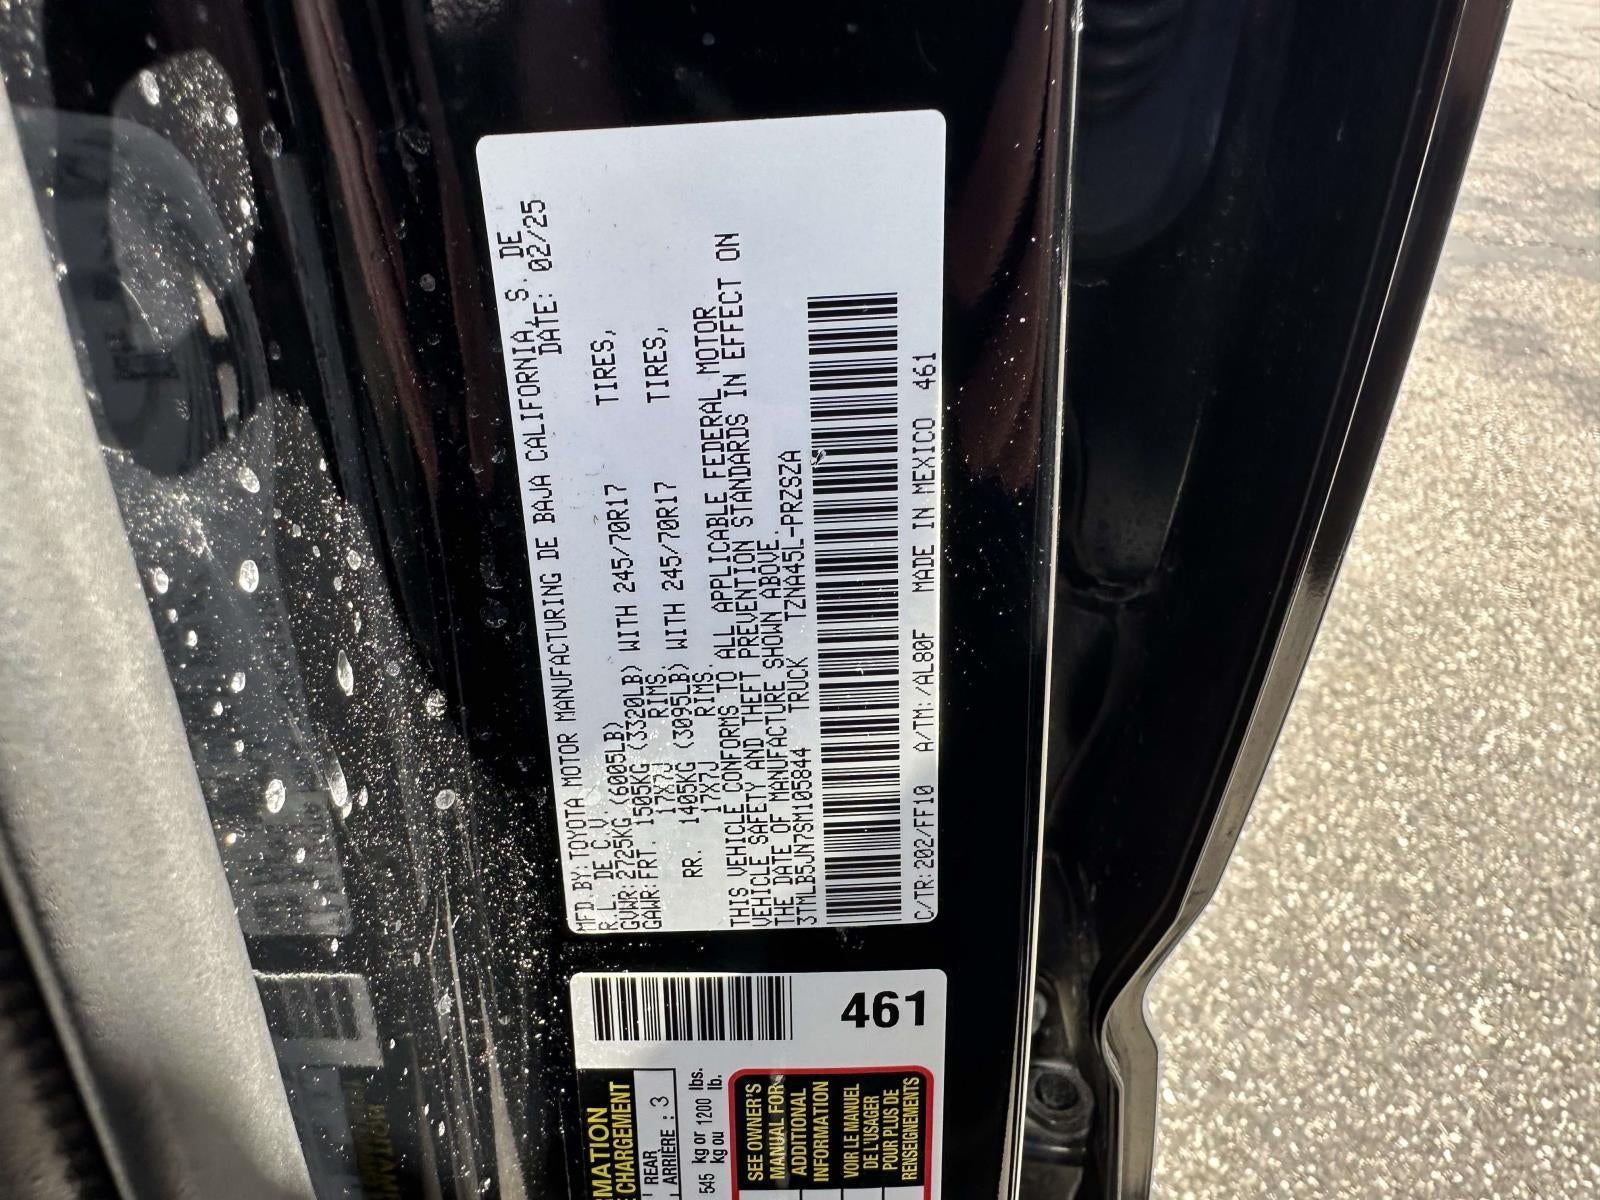 MFD.BY:TOYOTA MOTOR MANUFACTURING DE BAJA CALIFORNIA, S. DE
R.L. DE C.V. DATE: 02/25
GVWR:2725KG (6005LB)
GAWR:FRT. 1505KG (3320LB) WITH 245/70R17 TIRES,
17X7J RIMS,
RR. 1405KG (3095LB) WITH 245/70R17 TIRES,
17X7J RIMS.
THIS VEHICLE CONFORMS TO ALL APPLICABLE FEDERAL MOTOR
VEHICLE SAFETY AND THEFT PREVENTION STANDARDS IN EFFECT ON
THE DATE OF MANUFACTURE SHOWN ABOVE.
3TMLB5JN7SM105844 TRUCK TZNA45L-PRZSZA
C/TR:202/FF10 A/TM: /AL80F MADE IN MEXICO 461
461
CHARGEMENT
REAR
ARRIÈRE : 3
545 kg or 1200 lbs.
kg ou lb.
SEE OWNER'S
MANUAL FOR
ADDITIONAL
INFORMATION
VOIR LE MANUEL
DE L'USAGER
POUR PLUS DE
RENSEIGNEMENTS